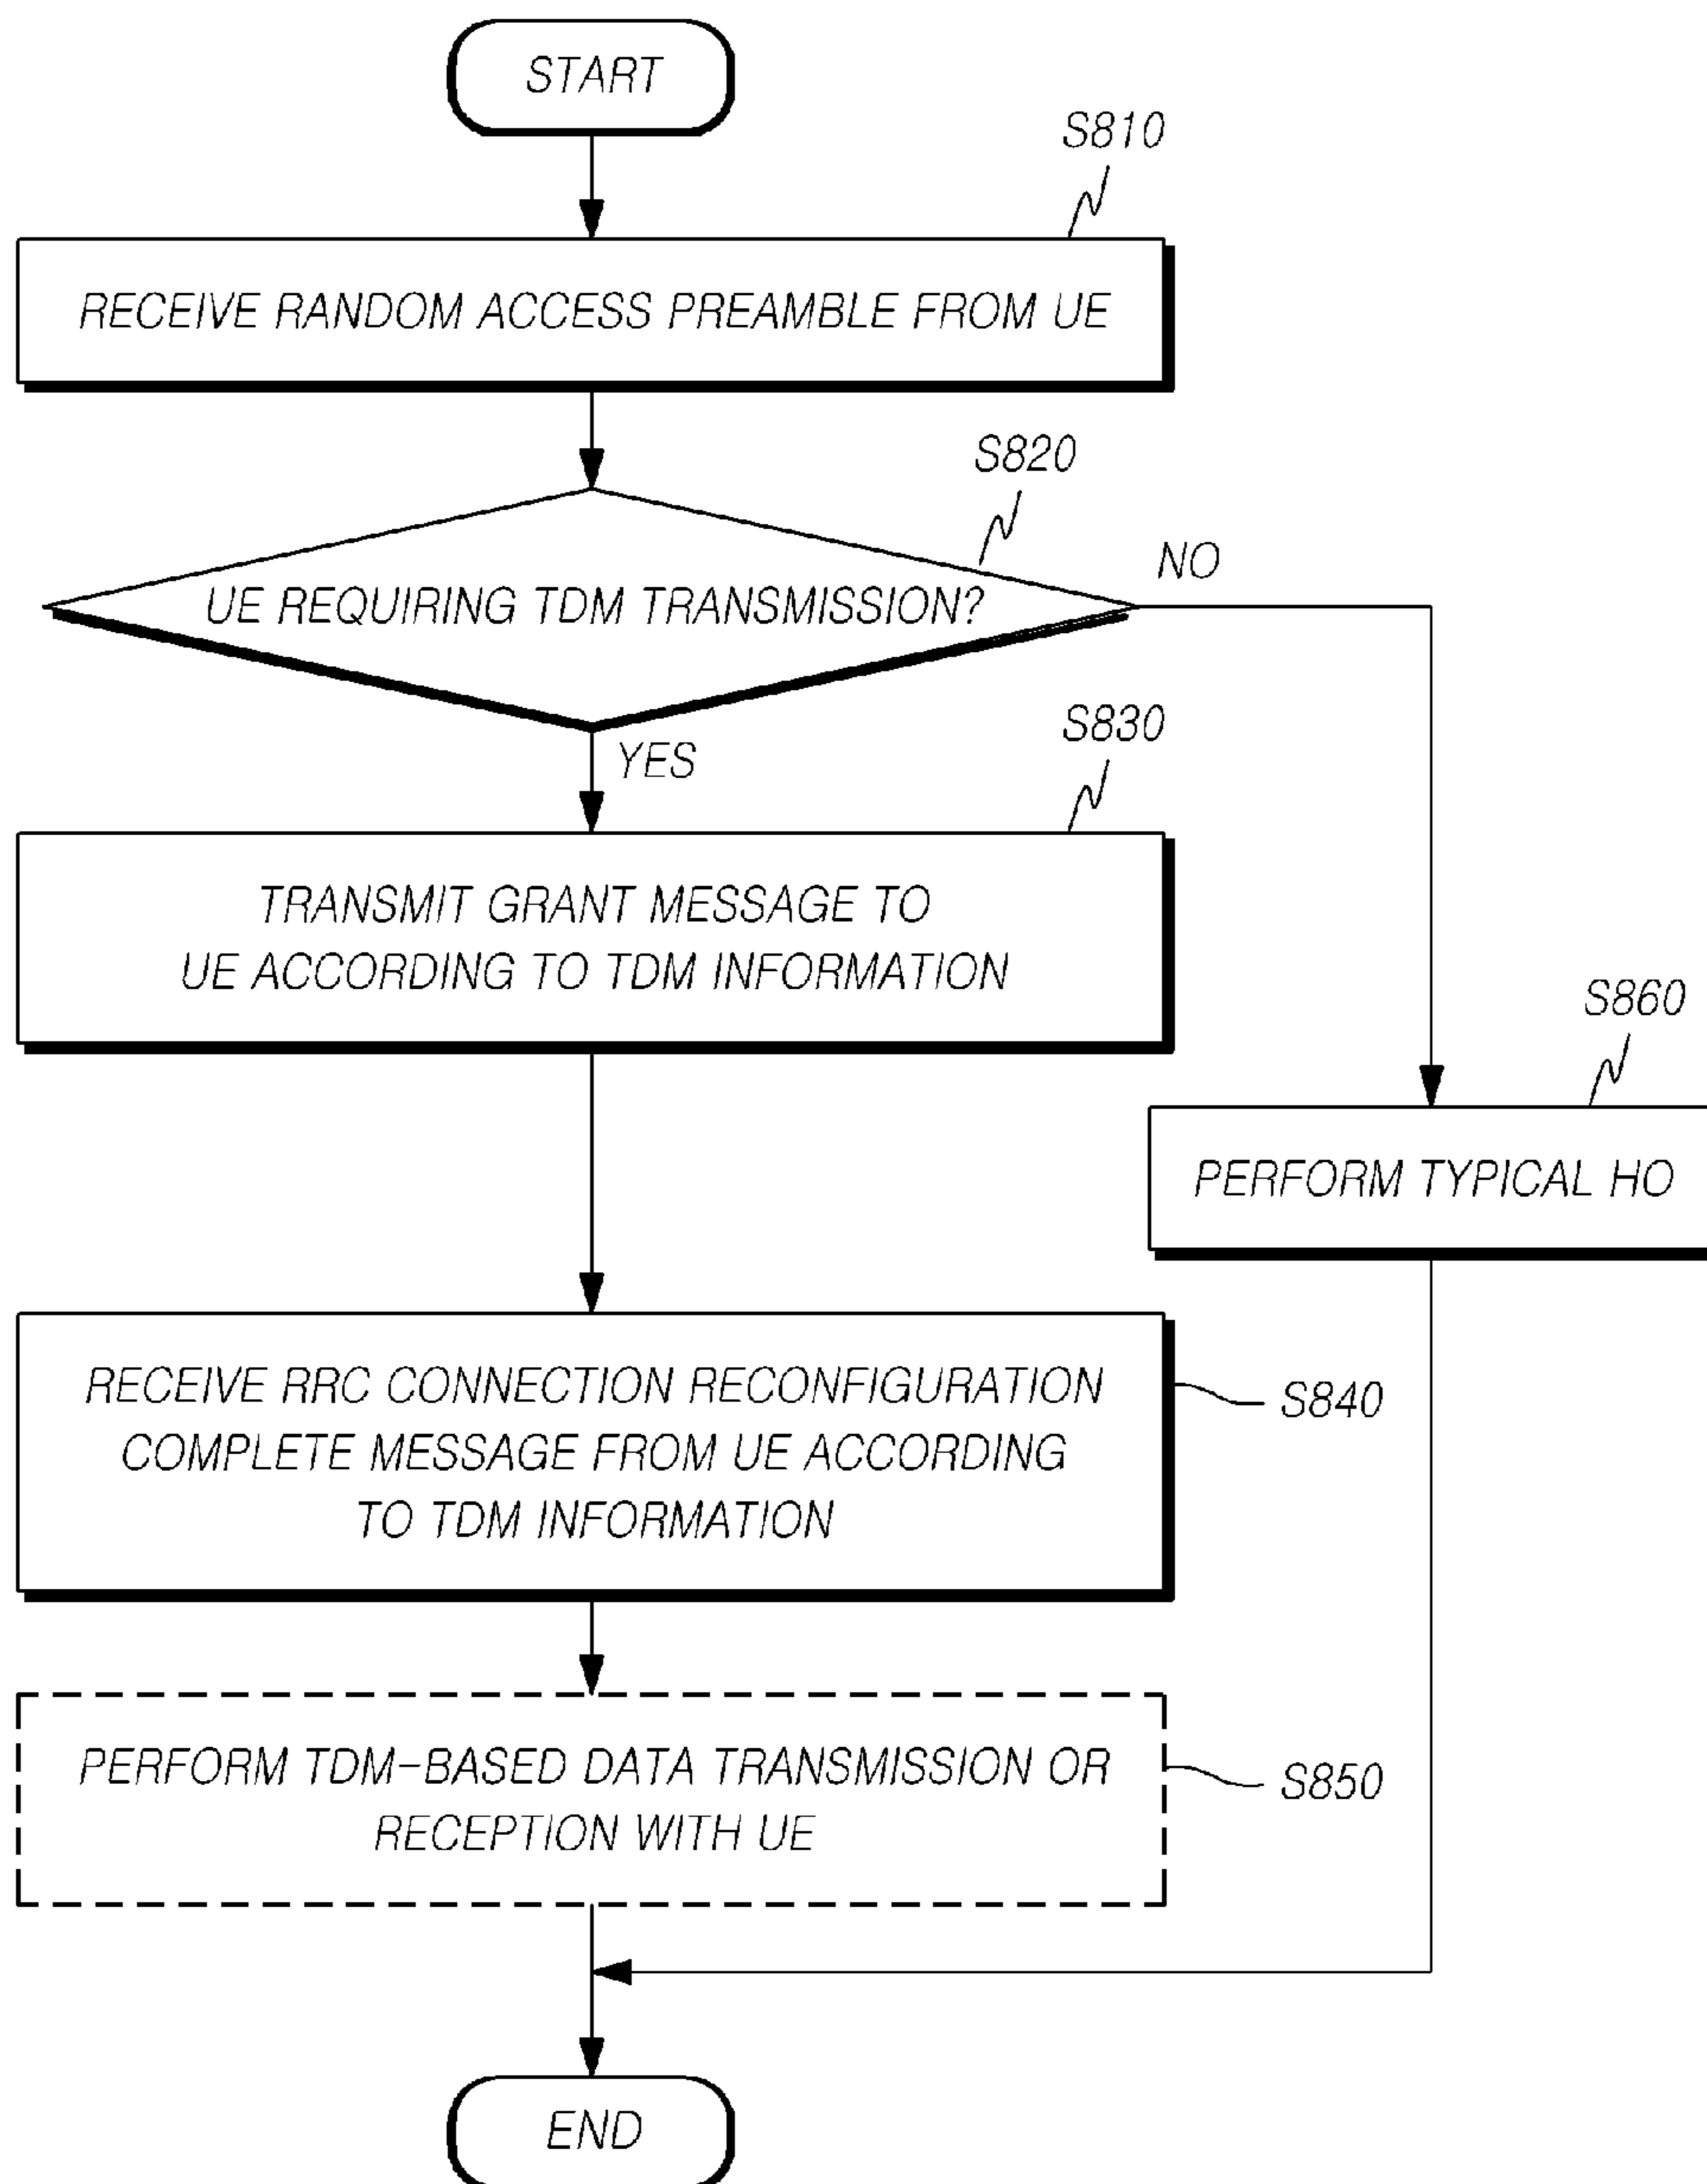 START
S810
RECEIVE RANDOM ACCESS PREAMBLE FROM UE
S820
UE REQUIRING TDM TRANSMISSION?
NO
YES
S830
TRANSMIT GRANT MESSAGE TO
UE ACCORDING TO TDM INFORMATION
S860
PERFORM TYPICAL HO
RECEIVE RRC CONNECTION RECONFIGURATION
COMPLETE MESSAGE FROM UE ACCORDING
TO TDM INFORMATION
S840
PERFORM TDM-BASED DATA TRANSMISSION OR
RECEPTION WITH UE
S850
END